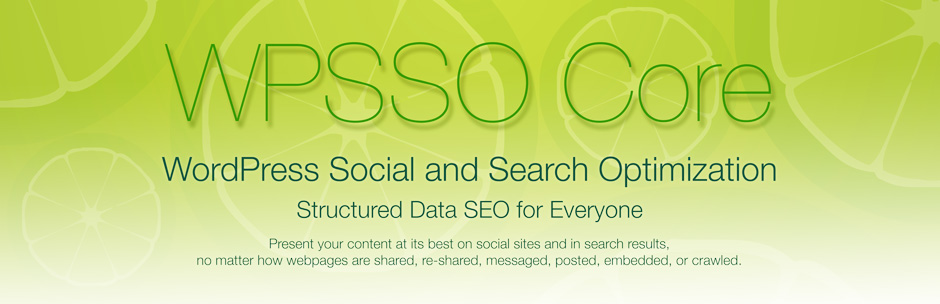 WPSSO Core
WordPress Social and Search Optimization
Structured Data SEO for Everyone
Present your content at its best on social sites and in search results,
no matter how webpages are shared, re-shared, messaged, posted, embedded, or crawled.